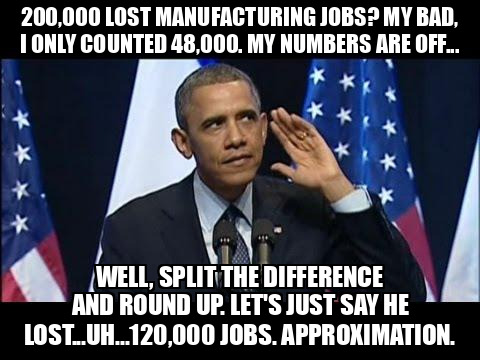 200,000 LOST MANUFACTURING JOBS? MY BAD,
I ONLY COUNTED 48,000. MY NUMBERS ARE OFF...
WELL, SPLIT THE DIFFERENCE
AND ROUND UP. LET'S JUST SAY HE
LOST...UH...120,000 JOBS. APPROXIMATION.